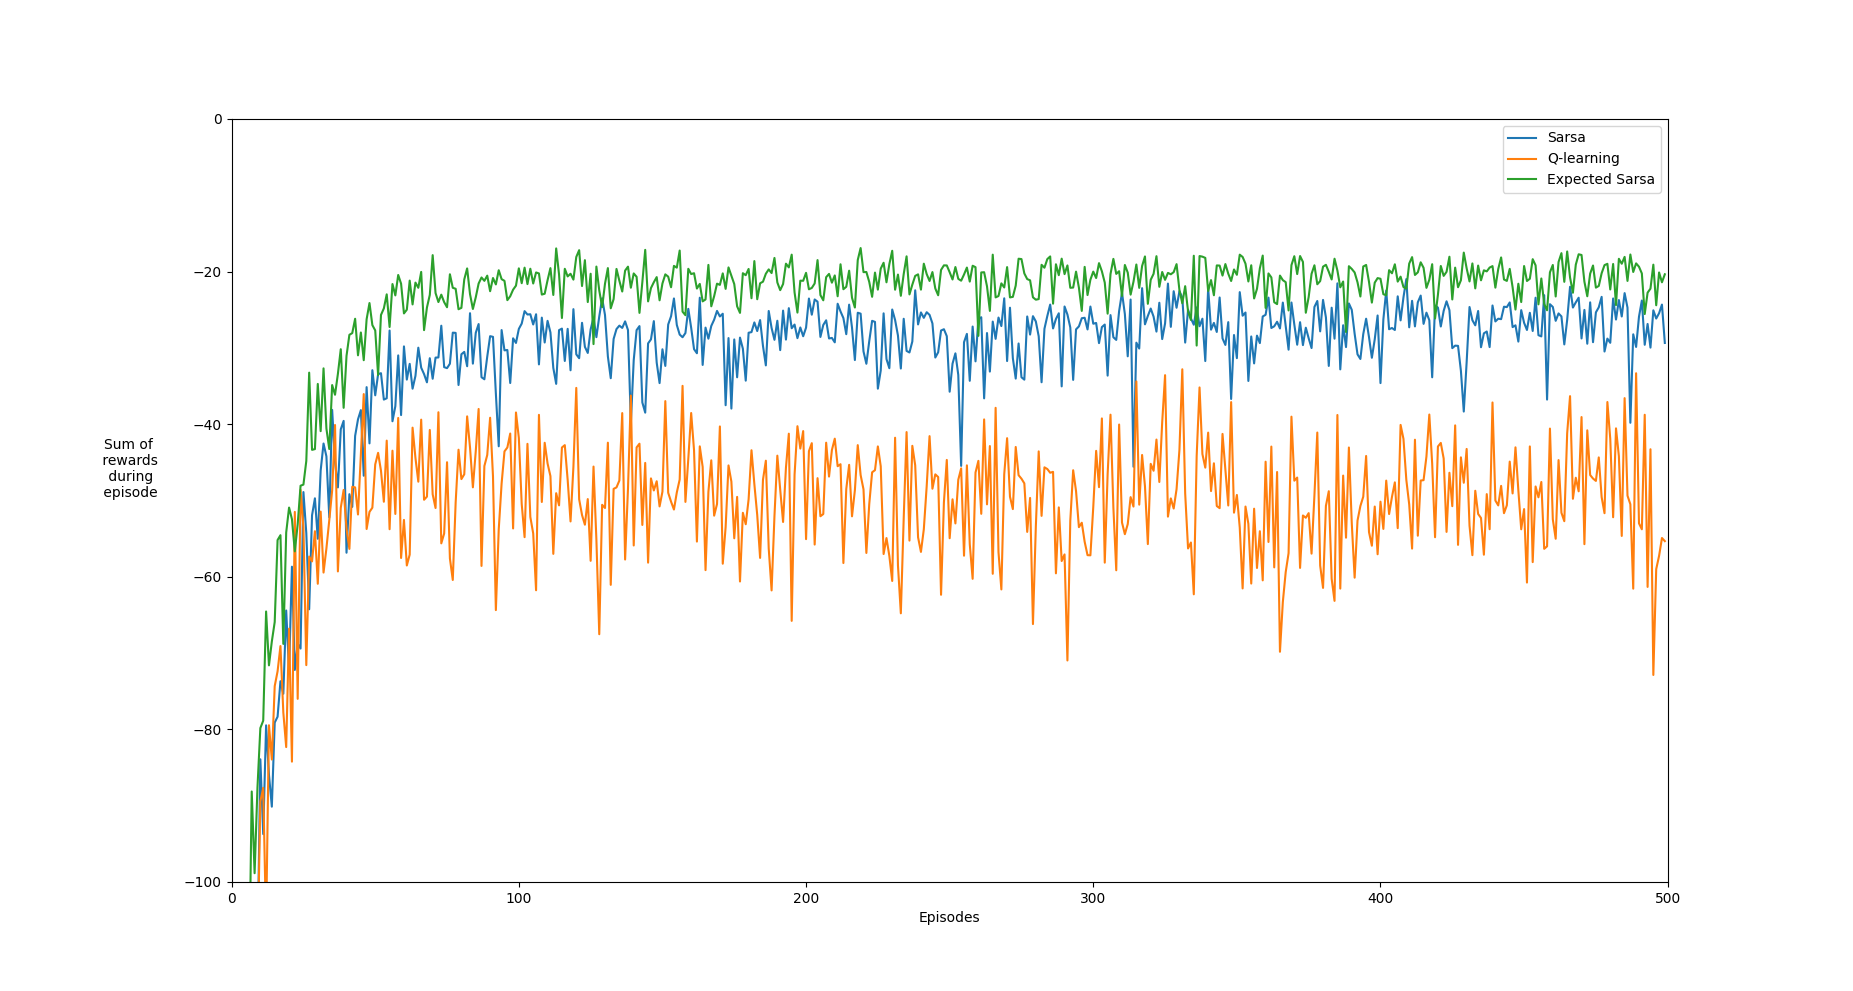 0
−20
−40
−60
−80
−100
Sum of
rewards
during
episode
0
100
200
300
400
500
Episodes
Sarsa
Q-learning
Expected Sarsa